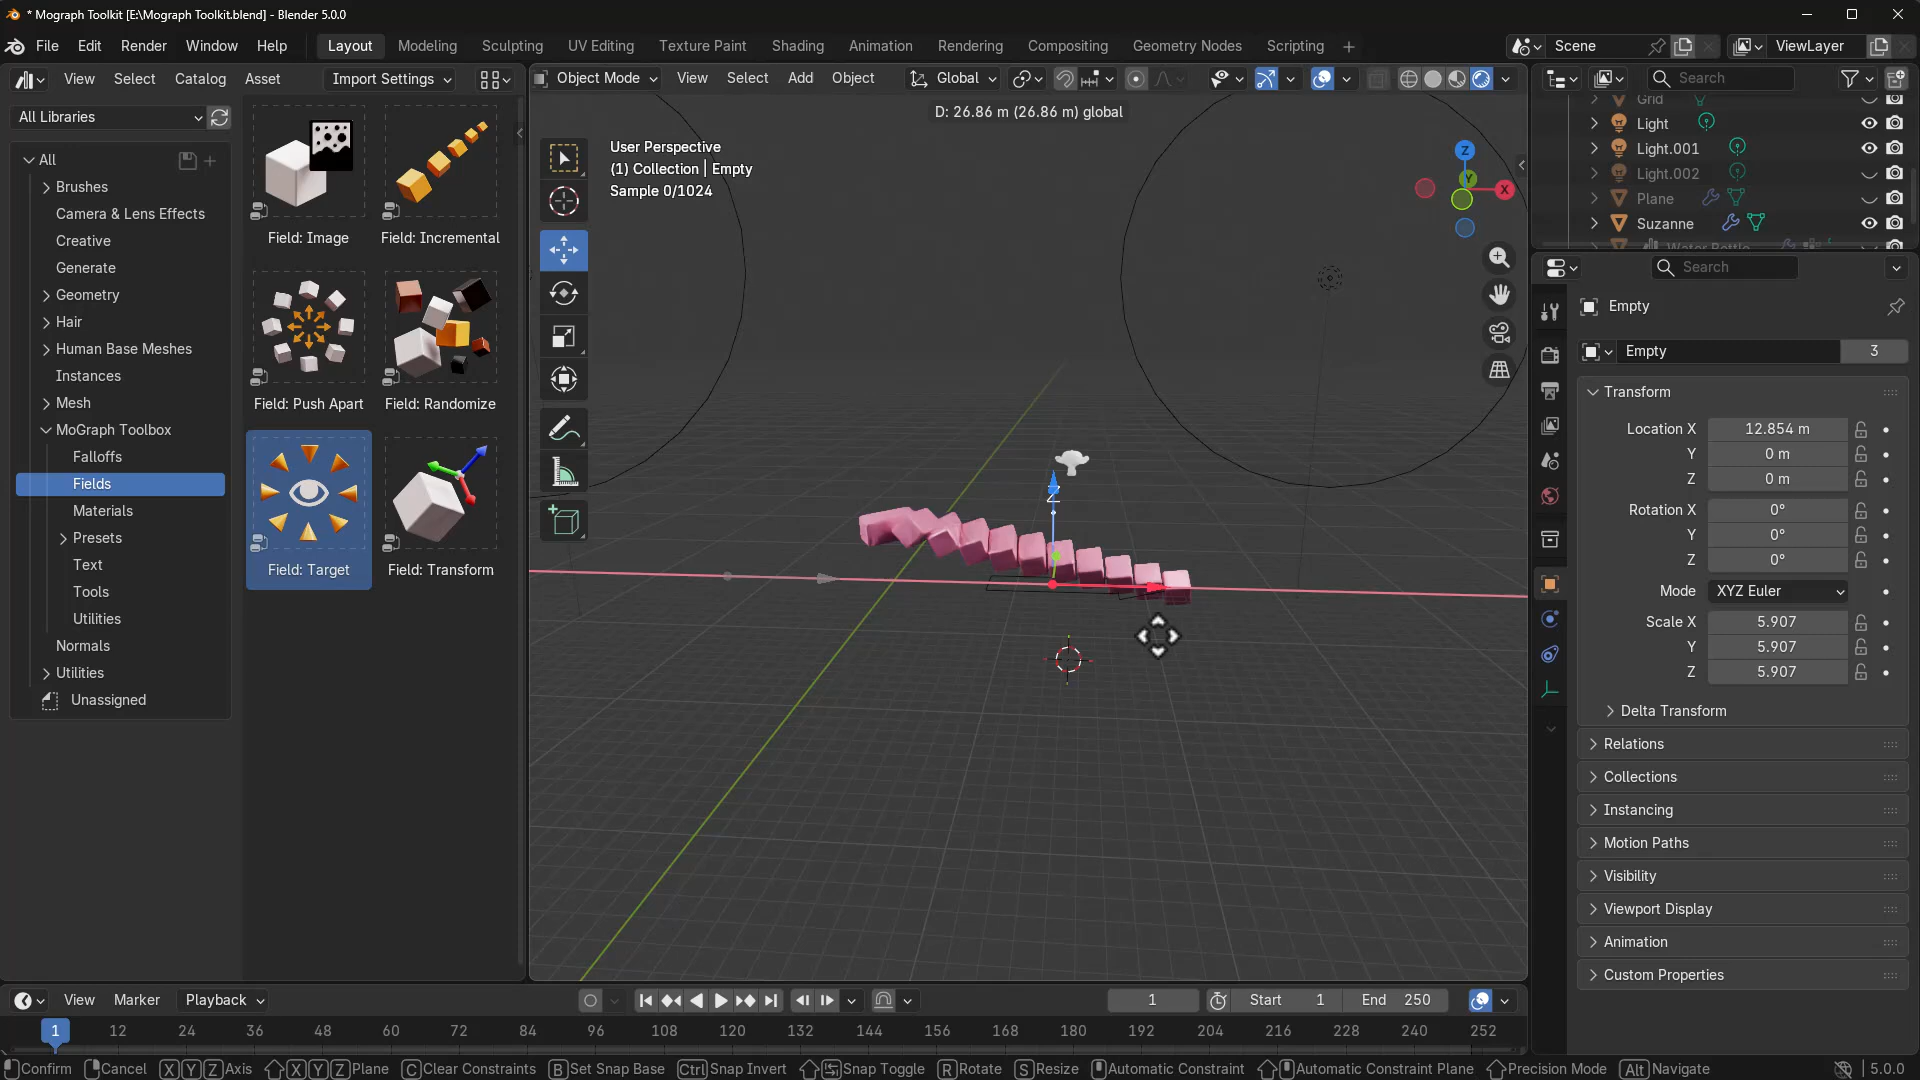 * Mograph Toolkit [E:\Mograph Toolkit.blend] - Blender 5.0.0
File Edit Render Window Help Layout Modeling Sculpting UV Editing Texture Paint Shading Animation Rendering Compositing Geometry Nodes Scripting Scene ViewLayer
View Select Catalog Asset Import Settings
Object Mode View Select Add Object Global
Search
All Libraries
All
Brushes
Camera & Lens Effects
Creative
Generate
Geometry
Hair
Human Base Meshes
Instances
Mesh
MoGraph Toolbox
Falloffs
Fields
Materials
Presets
Text
Tools
Utilities
Normals
Utilities
Unassigned
Field: Image
Field: Incremental
Field: Push Apart
Field: Randomize
Field: Target
Field: Transform
D: 26.86 m (26.86 m) global
User Perspective
(1) Collection | Empty
Sample 0/1024
Z
Y
X
Grid
Light
Light.001
Light.002
Plane
Suzanne
Water Bottle
Search
Empty
Empty 3
Transform
Location X 12.854 m
Y 0 m
Z 0 m
Rotation X 0°
Y 0°
Z 0°
Mode XYZ Euler
Scale X 5.907
Y 5.907
Z 5.907
Delta Transform
Relations
Collections
Instancing
Motion Paths
Visibility
Viewport Display
Animation
Custom Properties
View Marker Playback 1 Start 1 End 250
1 12 24 36 48 60 72 84 96 108 120 132 144 156 168 180 192 204 216 228 240 252
Confirm Cancel X Y Z Axis X Y Z Plane C Clear Constraints B Set Snap Base Ctrl Snap Invert Snap Toggle R Rotate S Resize Automatic Constraint Automatic Constraint Plane Precision Mode Alt Navigate 5.0.0